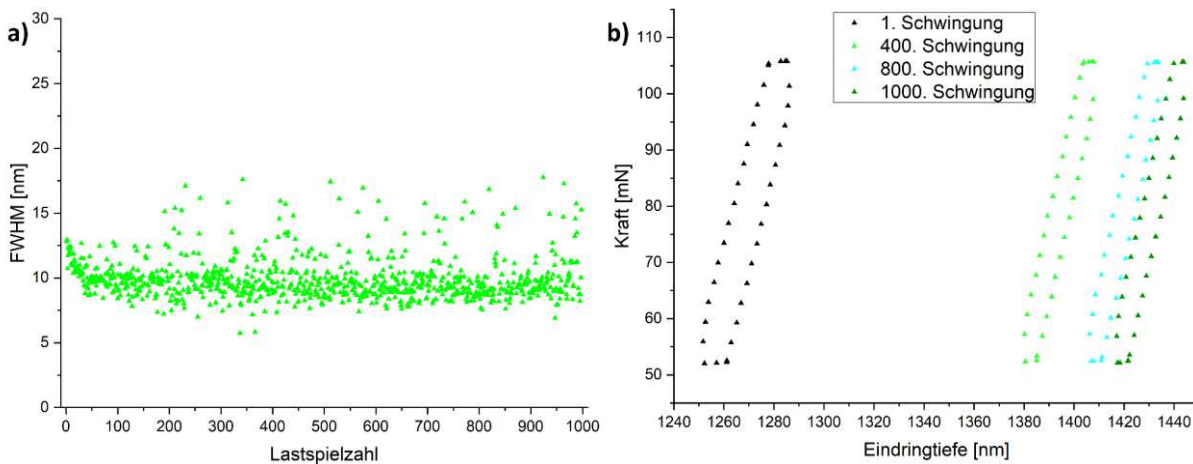 a)
FWHM [nm]
30
25
20
15
10
5
0
0 100 200 300 400 500 600 700 800 900 1000
Lastspielzahl
b)
1. Schwingung
400. Schwingung
800. Schwingung
1000. Schwingung
Kraft [mN]
110
100
90
80
70
60
50
1240 1260 1280 1300 1320 1340 1360 1380 1400 1420 1440
Eindringtiefe [nm]